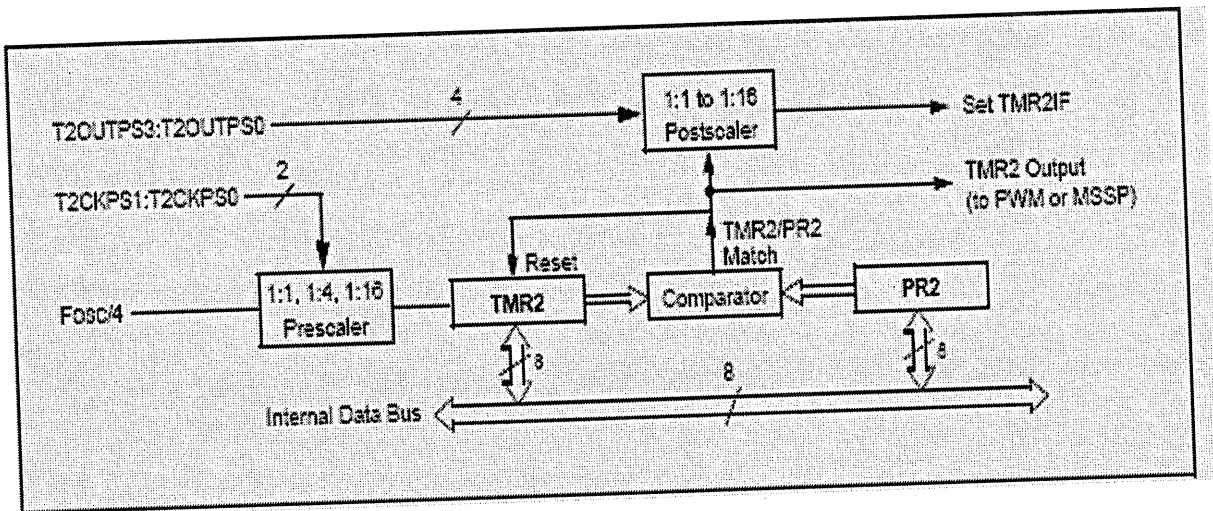 4
1:1 to 1:16
Postscaler
Set TMR2IF
T2OUTPS3:T2OUTPS0
2
T2CKPS1:T2CKPS0
TMR2 Output
(to PWM or MSSP)
TMR2/PR2
Match
Reset
Fosc/4
1:1, 1:4, 1:16
Prescaler
TMR2
Comparator
PR2
8
8
8
Internal Data Bus